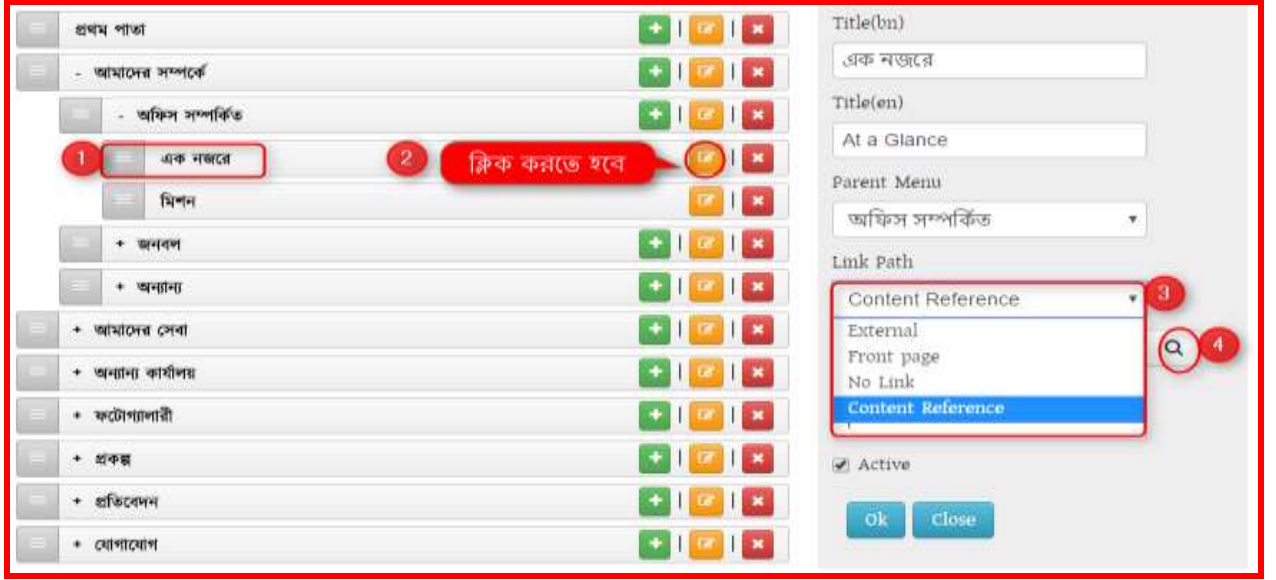 প্রথম পাতা
- আমাদের সম্পর্কে
- অফিস সম্পর্কিত
1 এক নজরে 2 ক্লিক করতে হবে
মিশন
+ জনবল
+ অন্যান্য
+ আমাদের সেবা
+ অন্যান্য কার্যালয়
+ ফটোগ্যালারী
+ প্রকল্প
+ প্রতিবেদন
+ যোগাযোগ
Title(bn)
এক নজরে
Title(en)
At a Glance
Parent Menu
অফিস সম্পর্কিত
Link Path
Content Reference 3
External
Front page
4
No Link
Content Reference
Active
Ok Close